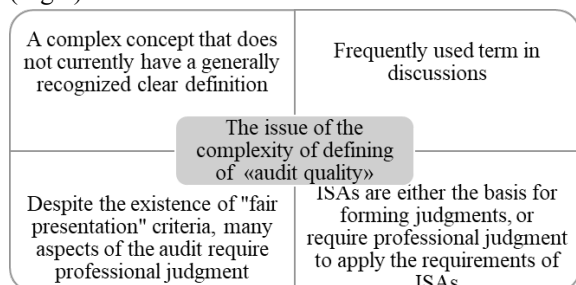 A complex concept that does
not currently have a generally
recognized clear definition
Frequently used term in
discussions
The issue of the
complexity of defining
of «audit quality»
Despite the existence of "fair
presentation" criteria, many
aspects of the audit require
professional judgment
ISAs are either the basis for
forming judgments, or
require professional judgment
to apply the requirements of
ISAs